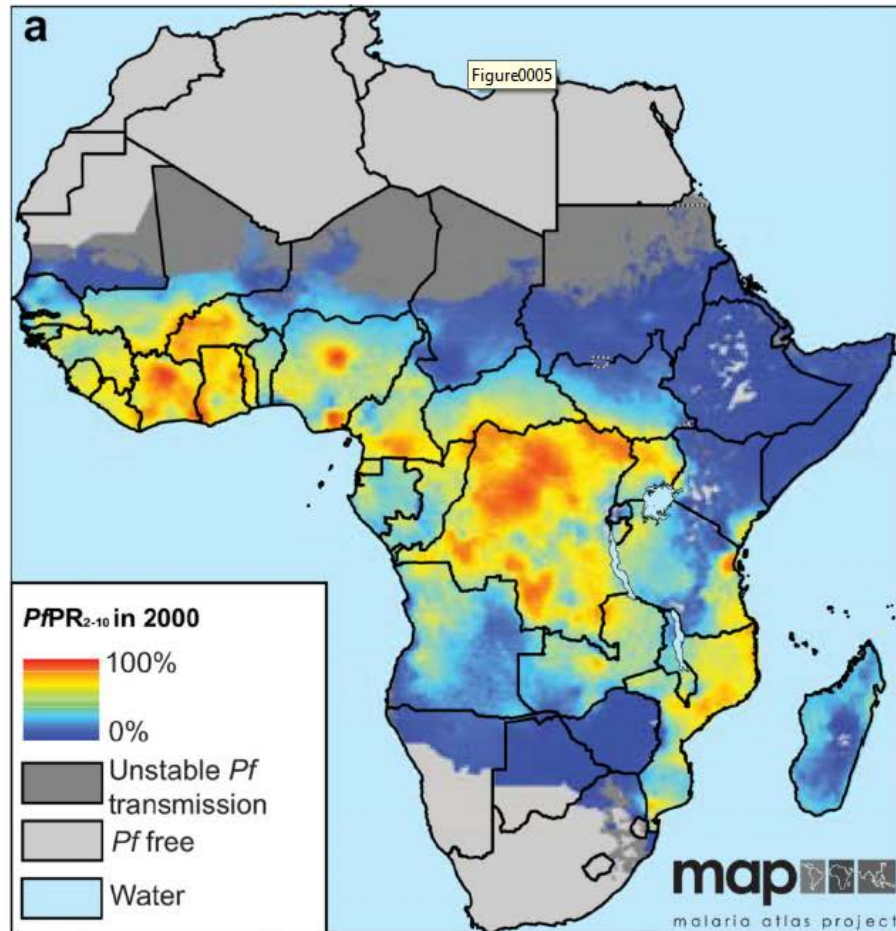 a
Figure0005
PfPR2-10 in 2000
100%
0%
Unstable Pf
transmission
Pf free
Water
map
malaria atlas project